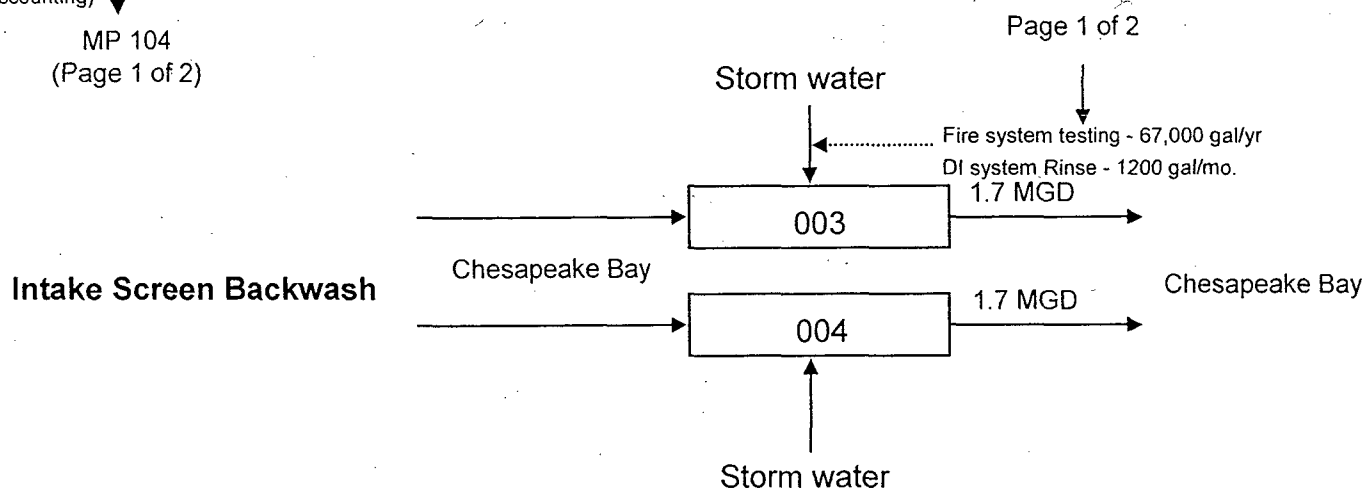 MP 104
(Page 1 of 2)
Page 1 of 2
Storm water
Fire system testing - 67,000 gal/yr
DI system Rinse - 1200 gal/mo.
1.7 MGD
003
Chesapeake Bay
Intake Screen Backwash
Chesapeake Bay
1.7 MGD
004
Storm water